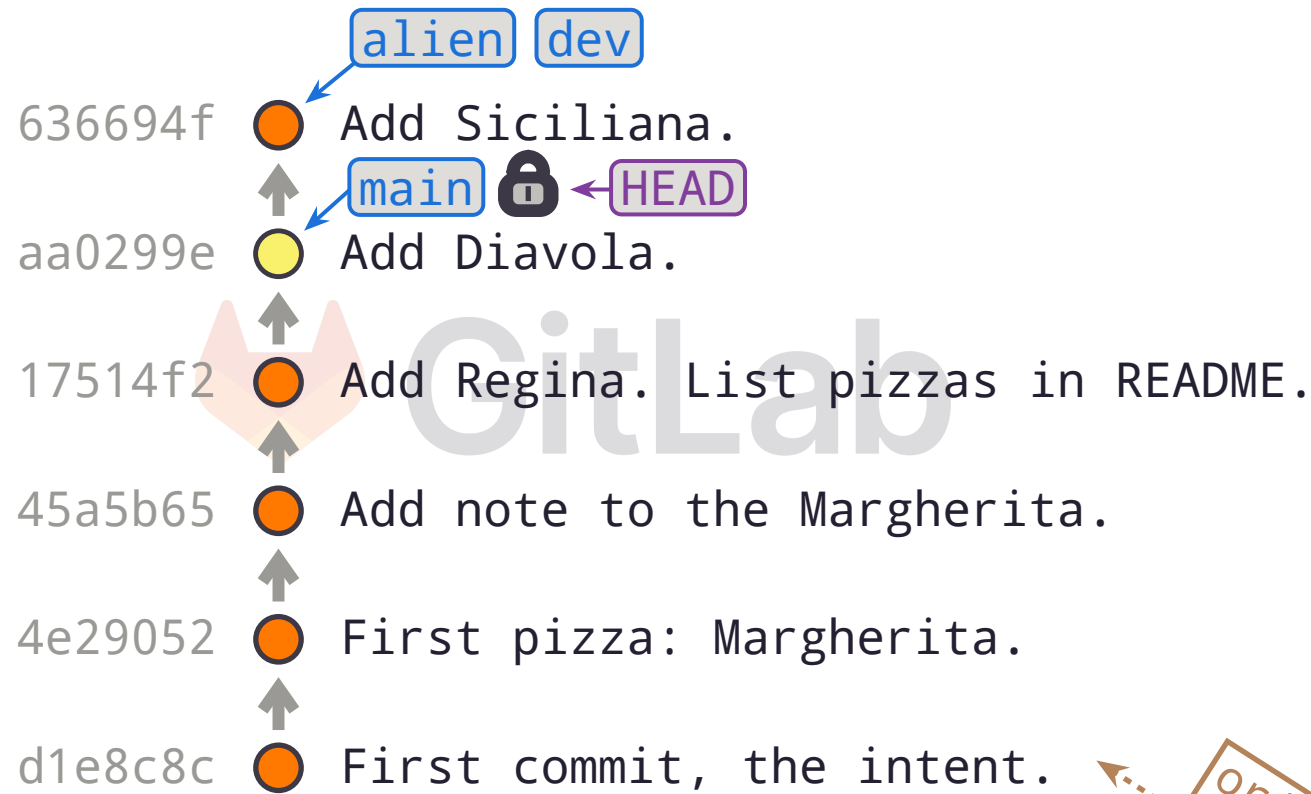 alien dev
636694f Add Siciliana.
main HEAD
aa0299e Add Diavola.
GitLab
17514f2 Add Regina. List pizzas in README.
45a5b65 Add note to the Margherita.
4e29052 First pizza: Margherita.
d1e8c8c First commit, the intent.